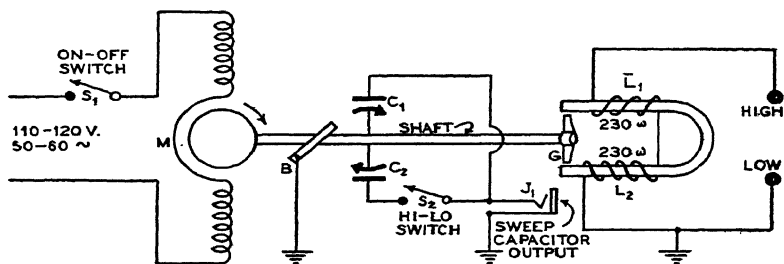 ON-OFF
SWITCH
S1
110-120 V.
50-60 ~
M
B
C1
C2
SHAFT
S2
HI-LO
SWITCH
J1
SWEEP
CAPACITOR
OUTPUT
G
L1
230 ω
230 ω
L2
HIGH
LOW